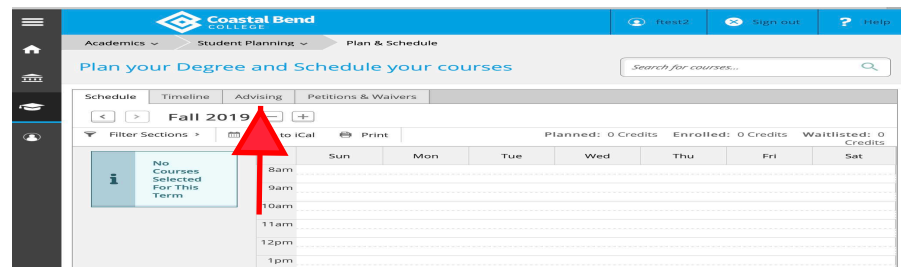 Coastal Bend
COLLEGE
ftest2 Sign out ? Help
Academics Student Planning Plan & Schedule
Plan your Degree and Schedule your courses
Search for courses...
Schedule Timeline Advising Petitions & Waivers
< > Fall 2019 - +
Filter Sections > to iCal Print Planned: 0 Credits Enrolled: 0 Credits Waitlisted: 0
Credits
Sun Mon Tue Wed Thu Fri Sat
i No
Courses
Selected
For This
Term
8am
9am
10am
11am
12pm
1pm